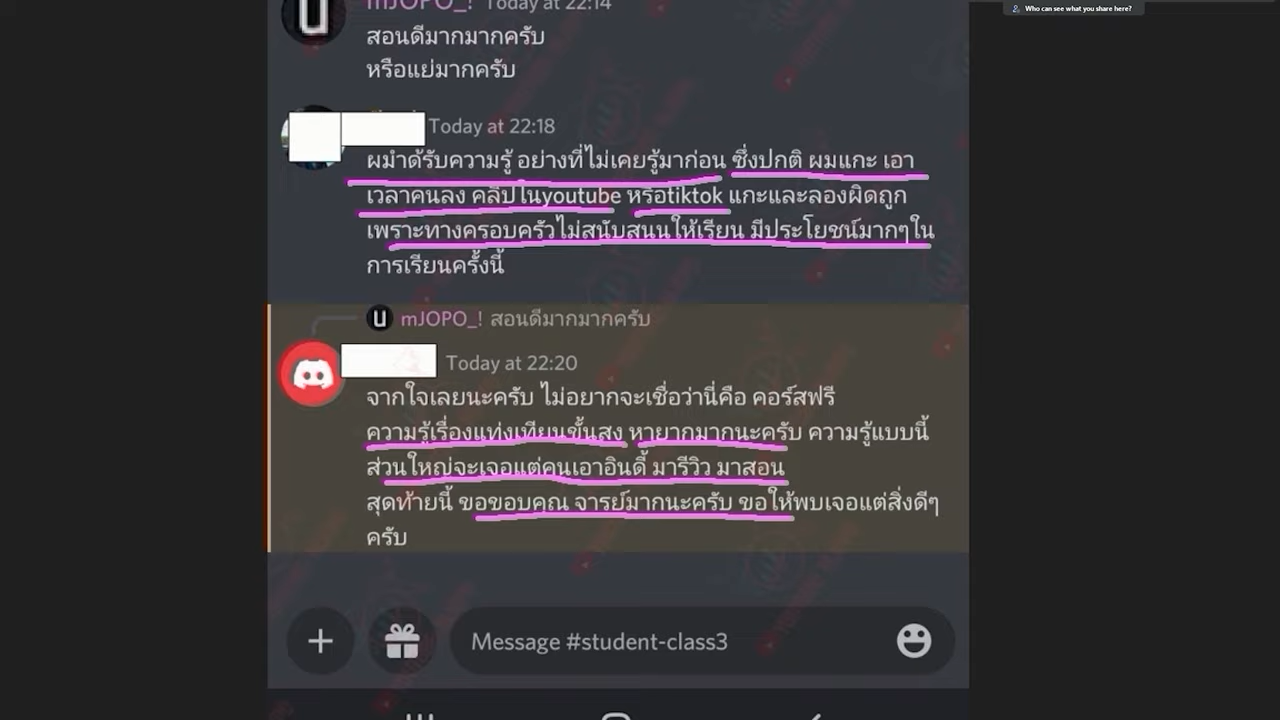 Who can see what you share here?
mJOPO_! Today at 22:14
สอนดีมากมากครับ
หรือแย่มากครับ
Today at 22:18
ผมำด้รับความรู้ อย่างที่ไม่เคยรู้มาก่อน ซึ่งปกติ ผมแกะ เอา
เวลาคนลง คลิปในyoutube หรือtiktok แกะและลองผิดถูก
เพราะทางครอบครัวไม่สนับสนนให้เรียน มีประโยชน์มากๆใน
การเรียนครั้งนี้
mJOPO_! สอนดีมากมากครับ
Today at 22:20
จากใจเลยนะครับ ไม่อยากจะเชื่อว่านี่คือ คอร์สฟรี
ความรู้เรื่องแท่งเทียนขั้นสง หายากมากนะครับ ความรู้แบบนี้
ส่วนใหญ่จะเจอแต่คนเอาอินดี้ มารีวิว มาสอน
สุดท้ายนี้ ขอขอบคุณ จารย์มากนะครับ ขอให้พบเจอแต่สิ่งดีๆ
ครับ
Message #student-class3